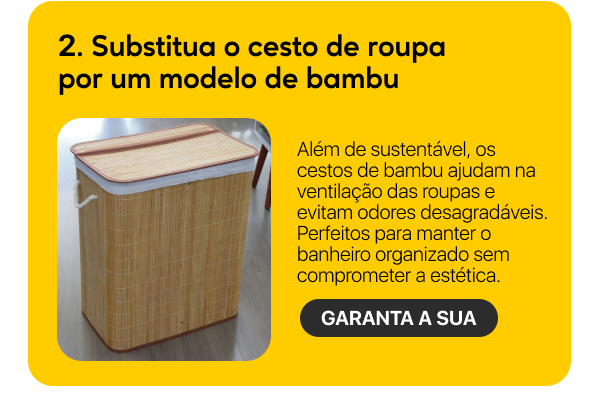 2. Substitua o cesto de roupa
por um modelo de bambu
Além de sustentável, os
cestos de bambu ajudam na
ventilação das roupas e
evitam odores desagradáveis.
Perfeitos para manter o
banheiro organizado sem
comprometer a estética.
GARANTA A SUA